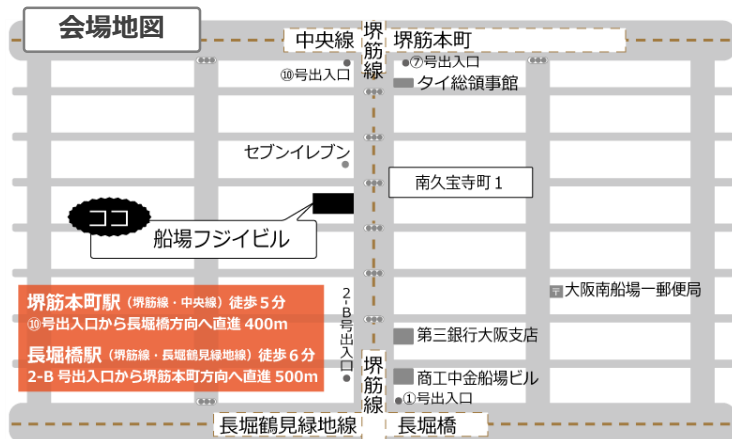 会場地図
中央線
堺筋線
堺筋本町
⑩号出入口
⑦号出入口
タイ総領事館
セブンイレブン
南久宝寺町1
ココ
船場フジイビル
大阪南船場一郵便局
堺筋本町駅（堺筋線・中央線）徒歩5分
⑩号出入口から長堀橋方向へ直進 400m
長堀橋駅（堺筋線・長堀鶴見緑地線）徒歩6分
2-B 号出入口から堺筋本町方向へ直進 500m
2-B号出入口
第三銀行大阪支店
堺筋線
商工中金船場ビル
①号出入口
長堀鶴見緑地線
長堀橋